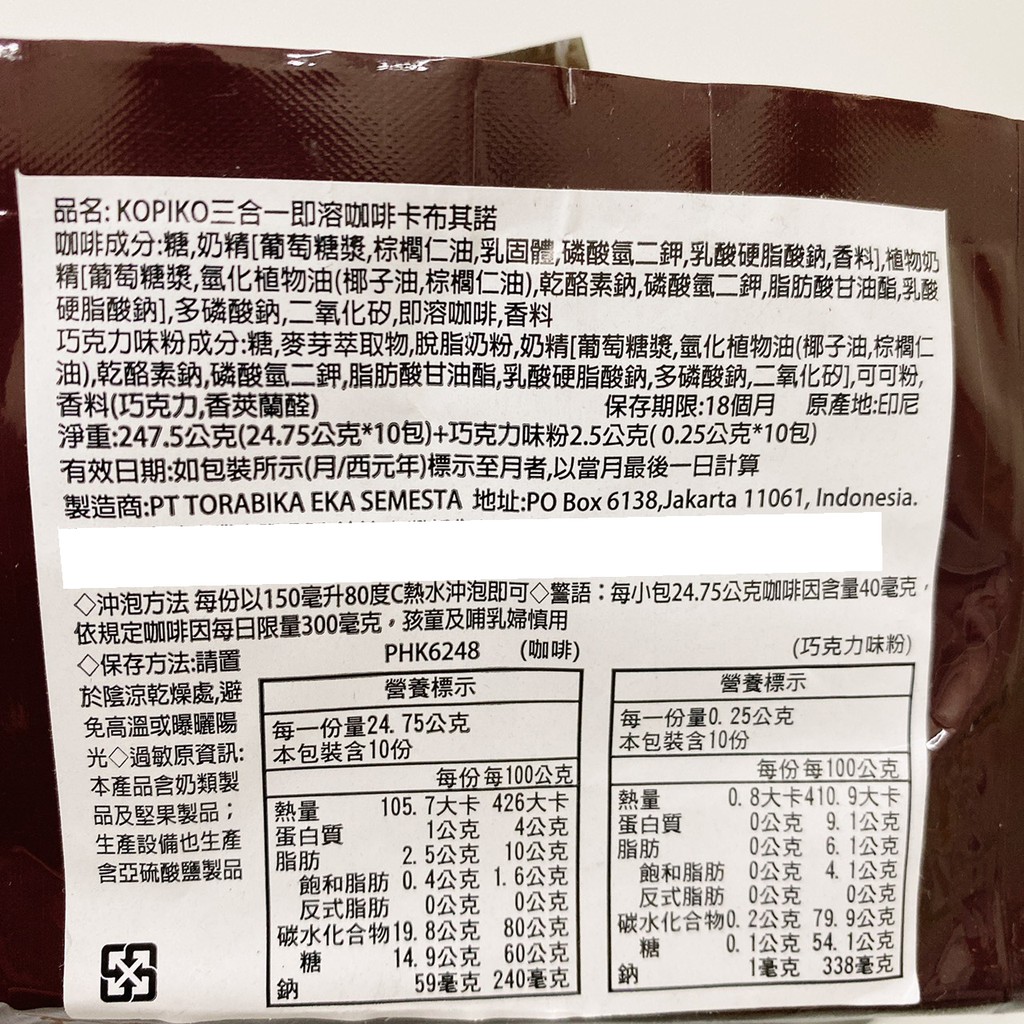 品名: KOPIKO三合一即溶咖啡卡布其諾
咖啡成分:糖,奶精[葡萄糖漿,棕櫚仁油,乳固體,磷酸氫二鉀,乳酸硬脂酸鈉,香料],植物奶
精[葡萄糖漿,氫化植物油(椰子油,棕櫚仁油),乾酪素鈉,磷酸氫二鉀,脂肪酸甘油酯,乳酸
硬脂酸鈉],多磷酸鈉,二氧化矽,即溶咖啡,香料
巧克力味粉成分:糖,麥芽萃取物,脫脂奶粉,奶精[葡萄糖漿,氫化植物油(椰子油,棕櫚仁
油),乾酪素鈉,磷酸氫二鉀,脂肪酸甘油酯,乳酸硬脂酸鈉,多磷酸鈉,二氧化矽],可可粉,
香料(巧克力,香莢蘭醛) 保存期限:18個月 原產地:印尼
淨重:247.5公克(24.75公克*10包)+巧克力味粉2.5公克( 0.25公克*10包)
有效日期:如包裝所示(月/西元年)標示至月者,以當月最後一日計算
製造商:PT TORABIKA EKA SEMESTA 地址:PO Box 6138,Jakarta 11061, Indonesia.
◇沖泡方法 每份以150毫升80度C熱水沖泡即可◇警語：每小包24.75公克咖啡因含量40毫克，
依規定咖啡因每日限量300毫克，孩童及哺乳婦慎用
◇保存方法:請置
於陰涼乾燥處,避
免高溫或曝曬陽
光◇過敏原資訊:
本產品含奶類製
品及堅果製品；
生產設備也生產
含亞硫酸鹽製品
PHK6248 (咖啡)
營養標示
每一份量24.75公克
本包裝含10份
每份 每100公克
熱量 105.7大卡 426大卡
蛋白質 1公克 4公克
脂肪 2.5公克 10公克
飽和脂肪 0.4公克 1.6公克
反式脂肪 0公克 0公克
碳水化合物 19.8公克 80公克
糖 14.9公克 60公克
鈉 59毫克 240毫克
(巧克力味粉)
營養標示
每一份量0.25公克
本包裝含10份
每份 每100公克
熱量 0.8大卡 410.9大卡
蛋白質 0公克 9.1公克
脂肪 0公克 6.1公克
飽和脂肪 0公克 4.1公克
反式脂肪 0公克 0公克
碳水化合物 0.2公克 79.9公克
糖 0.1公克 54.1公克
鈉 1毫克 338毫克